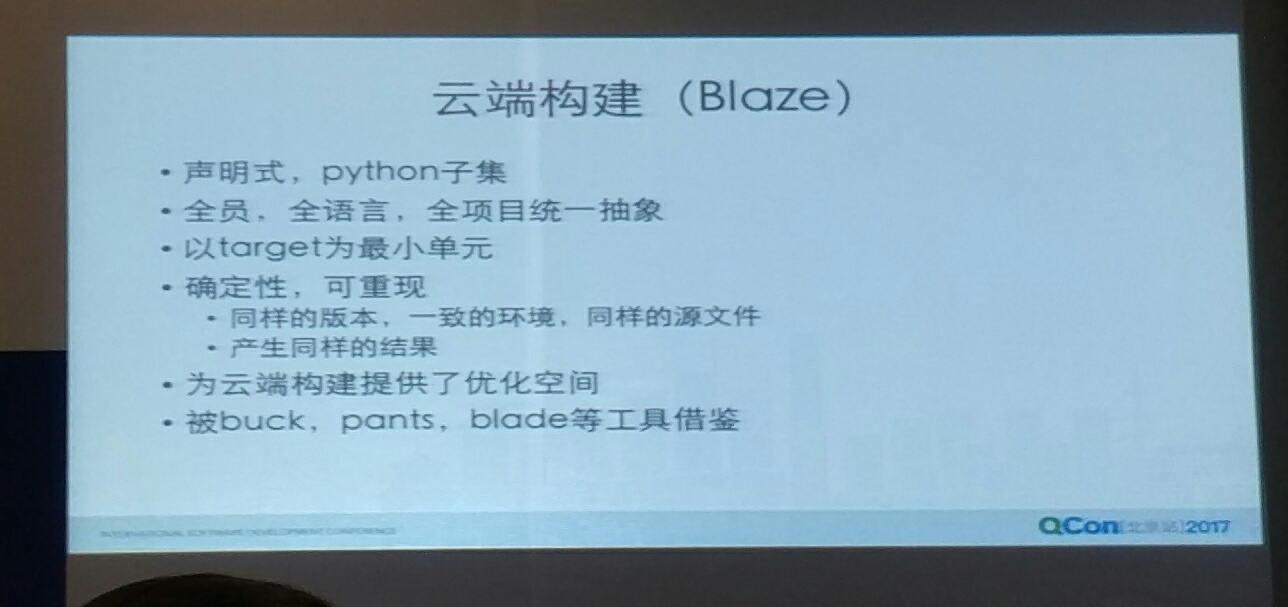 云端构建（Blaze）
• 声明式，python子集
• 全员，全语言，全项目统一抽象
• 以target为最小单元
• 确定性，可重现
• 同样的版本，一致的环境，同样的源文件
• 产生同样的结果
• 为云端构建提供了优化空间
• 被buck，pants，blade等工具借鉴
INTERNATIONAL SOFTWARE DEVELOPMENT CONFERENCE
QCon[北京站]2017